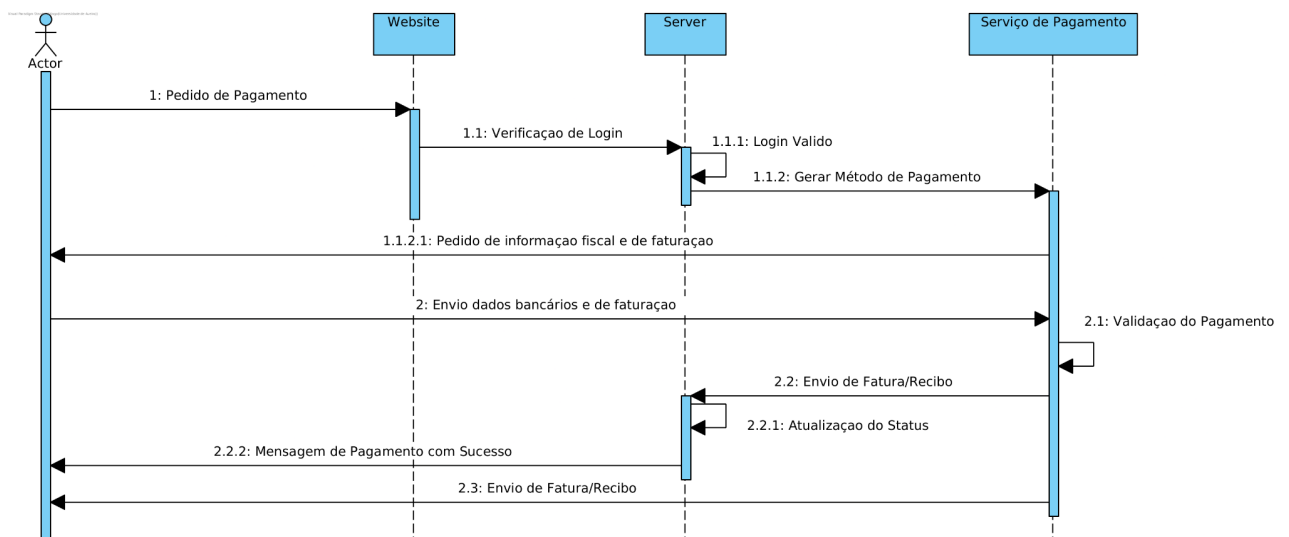 Website
Server
Serviço de Pagamento
Actor
1: Pedido de Pagamento
1.1: Verificaçao de Login
1.1.1: Login Valido
1.1.2: Gerar Método de Pagamento
1.1.2.1: Pedido de informaçao fiscal e de faturaçao
2: Envio dados bancários e de faturaçao
2.1: Validaçao do Pagamento
2.2: Envio de Fatura/Recibo
2.2.1: Atualizaçao do Status
2.2.2: Mensagem de Pagamento com Sucesso
2.3: Envio de Fatura/Recibo